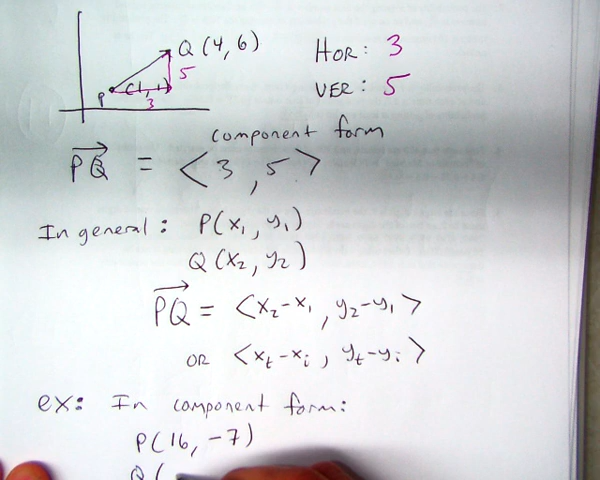 Q (4, 6)
HOR: 3
5
P (1, 1)
VER: 5
3
component form
PQ = <3, 5>
In general: P(x₁, y₁)
Q(x₂, y₂)
PQ = <x₂-x₁, y₂-y₁>
OR <xₜ-xᵢ, yₜ-yᵢ>
ex: In component form:
P(16, -7)
Q(